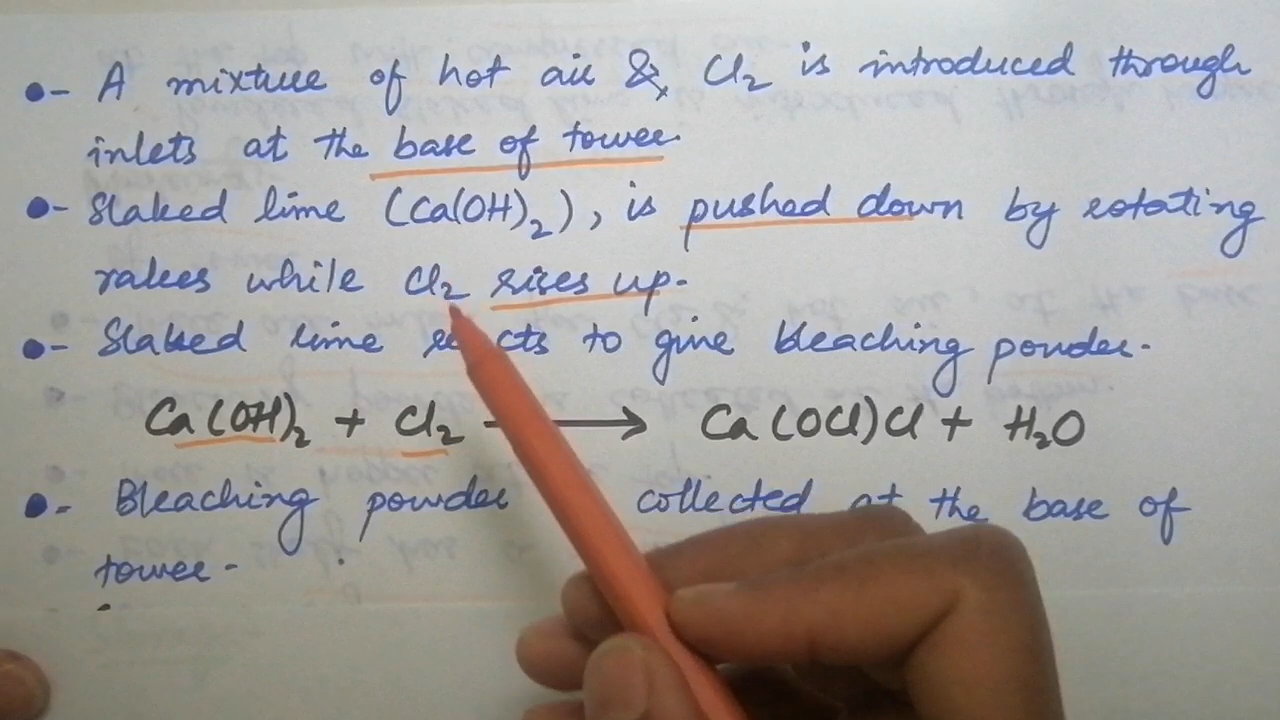 •- A mixture of hot air & Cl₂ is introduced through
inlets at the base of tower.
•- Slaked lime (Ca(OH)₂), is pushed down by rotating
rakes while Cl₂ rises up.
•- Slaked lime to give bleaching powder.
Ca(OH)₂ + Cl₂ → Ca(OCl)Cl + H₂O
•- Bleaching powder collected at the base of
tower.